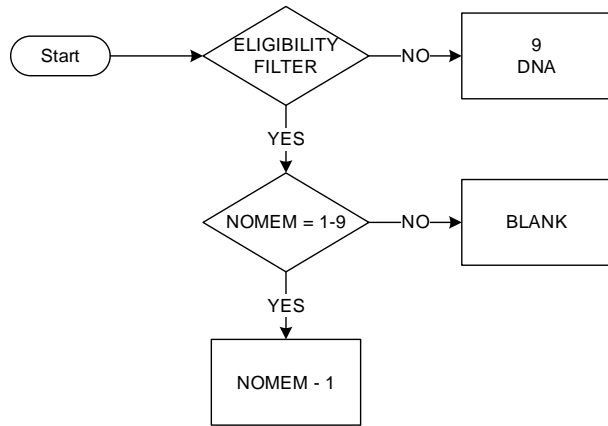 Start
ELIGIBILITY
FILTER
NO
9
DNA
YES
NOMEM = 1-9
NO
BLANK
YES
NOMEM - 1